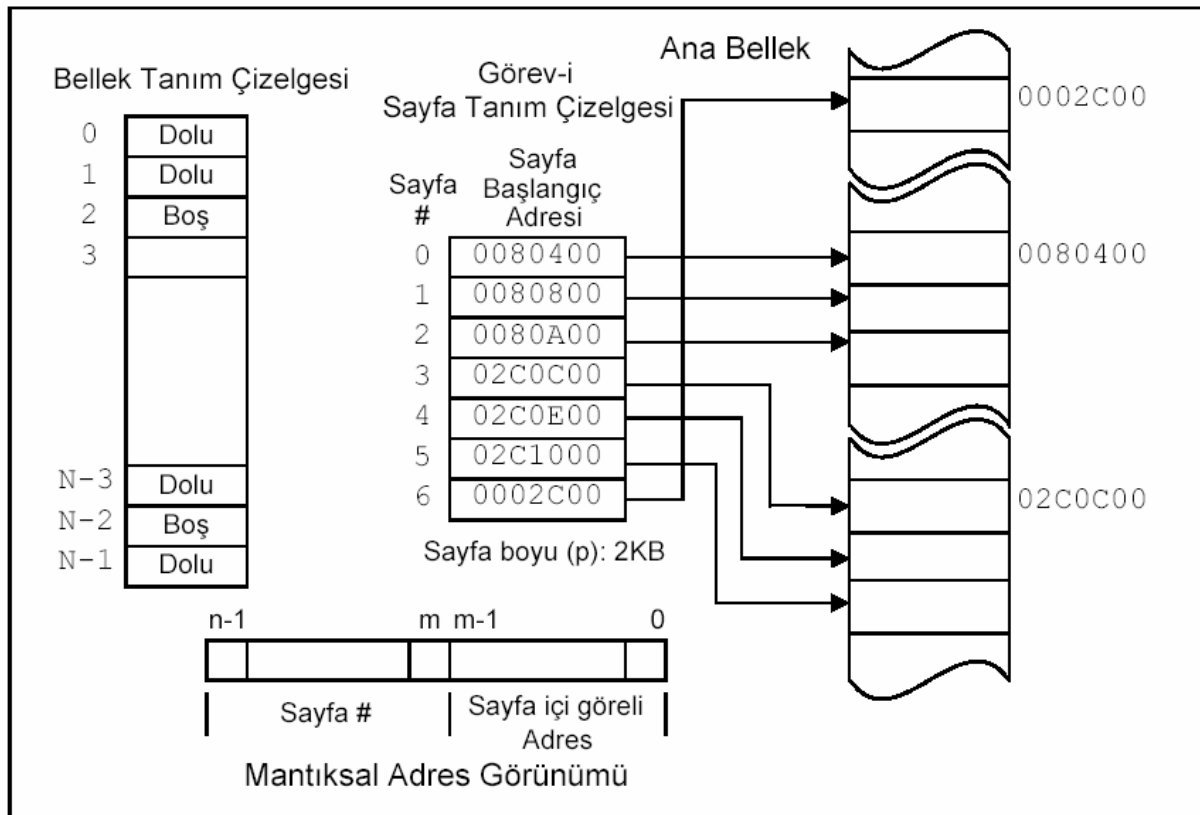 Bellek Tanım Çizelgesi
0 Dolu
1 Dolu
2 Boş
3
N-3 Dolu
N-2 Boş
N-1 Dolu
Görev-i
Sayfa Tanım Çizelgesi
Sayfa
#
Sayfa
Başlangıç
Adresi
0 0080400
1 0080800
2 0080A00
3 02C0C00
4 02C0E00
5 02C1000
6 0002C00
Sayfa boyu (p): 2KB
Ana Bellek
0002C00
0080400
02C0C00
n-1 m m-1 0
Sayfa #
Sayfa içi göreli
Adres
Mantıksal Adres Görünümü